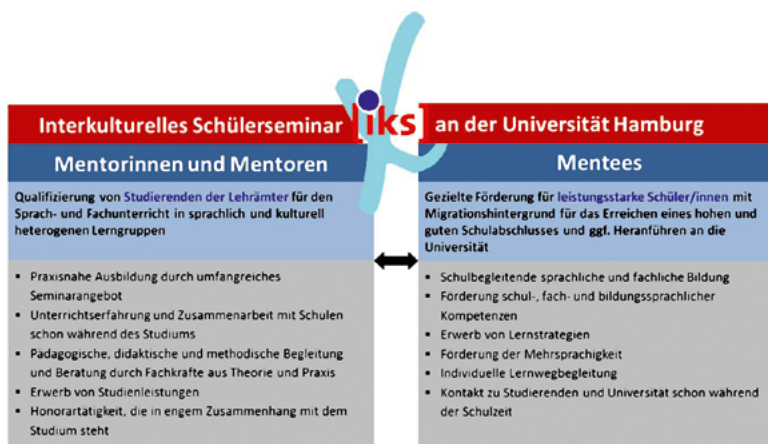 Interkulturelles Schülerseminar [iks] an der Universität Hamburg
Mentorinnen und Mentoren
Qualifizierung von Studierenden der Lehrämter für den
Sprach- und Fachunterricht in sprachlich und kulturell
heterogenen Lerngruppen
▪ Praxisnahe Ausbildung durch umfangreiches
Seminarangebot
▪ Unterrichtserfahrung und Zusammenarbeit mit Schulen
schon während des Studiums
▪ Pädagogische, didaktische und methodische Begleitung
und Beratung durch Fachkräfte aus Theorie und Praxis
▪ Erwerb von Studienleistungen
▪ Honorartätigkeit, die in engem Zusammenhang mit dem
Studium steht
Mentees
Gezielte Förderung für leistungsstarke Schüler/innen mit
Migrationshintergrund für das Erreichen eines hohen und
guten Schulabschlusses und ggf. Heranführen an die
Universität
▪ Schulbegleitende sprachliche und fachliche Bildung
▪ Förderung schul-, fach- und bildungssprachlicher
Kompetenzen
▪ Erwerb von Lernstrategien
▪ Förderung der Mehrsprachigkeit
▪ Individuelle Lernwegbegleitung
▪ Kontakt zu Studierenden und Universität schon während
der Schulzeit